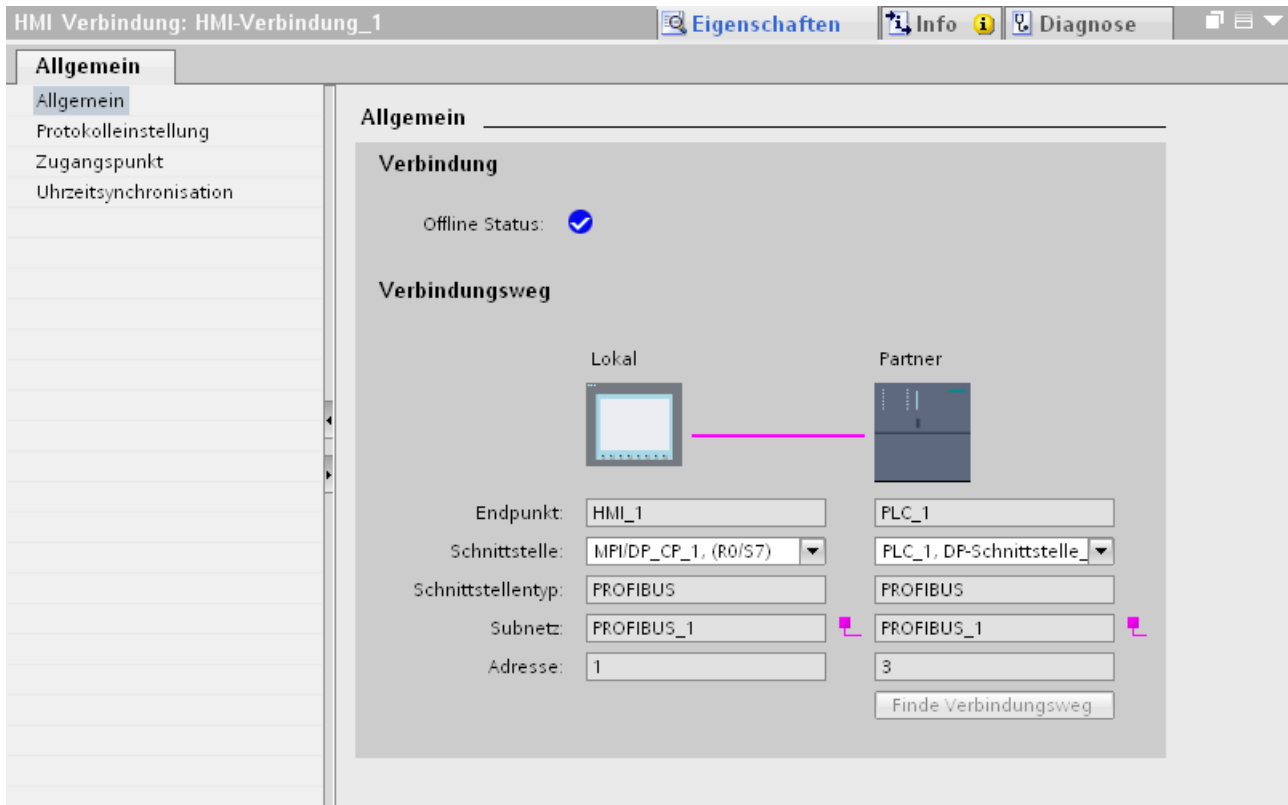 HMI Verbindung: HMI-Verbindung_1
Eigenschaften
Info
Diagnose
Allgemein
Allgemein
Protokolleinstellung
Zugangspunkt
Uhrzeitsynchronisation
Allgemein
Verbindung
Offline Status:
Verbindungsweg
Lokal Partner
Endpunkt: HMI_1 PLC_1
Schnittstelle: MPI/DP_CP_1, (R0/S7) PLC_1, DP-Schnittstelle_
Schnittstellentyp: PROFIBUS PROFIBUS
Subnetz: PROFIBUS_1 PROFIBUS_1
Adresse: 1 3
Finde Verbindungsweg